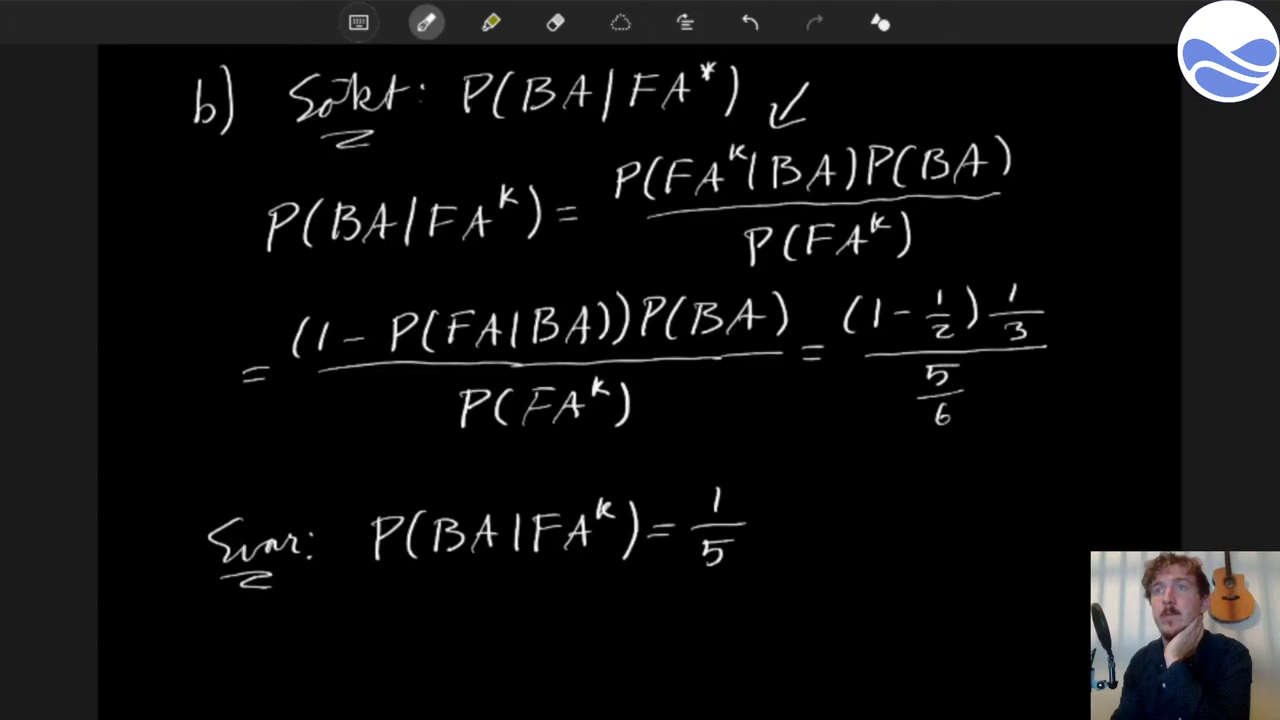 b) Sökt: P(BA|FA*)
P(BA|FA^k) = P(FA^k|BA)P(BA) / P(FA^k)
= (1 - P(FA|BA))P(BA) / P(FA^k) = (1 - 1/2) 1/3 / 5/6
Svar: P(BA|FA^k) = 1/5